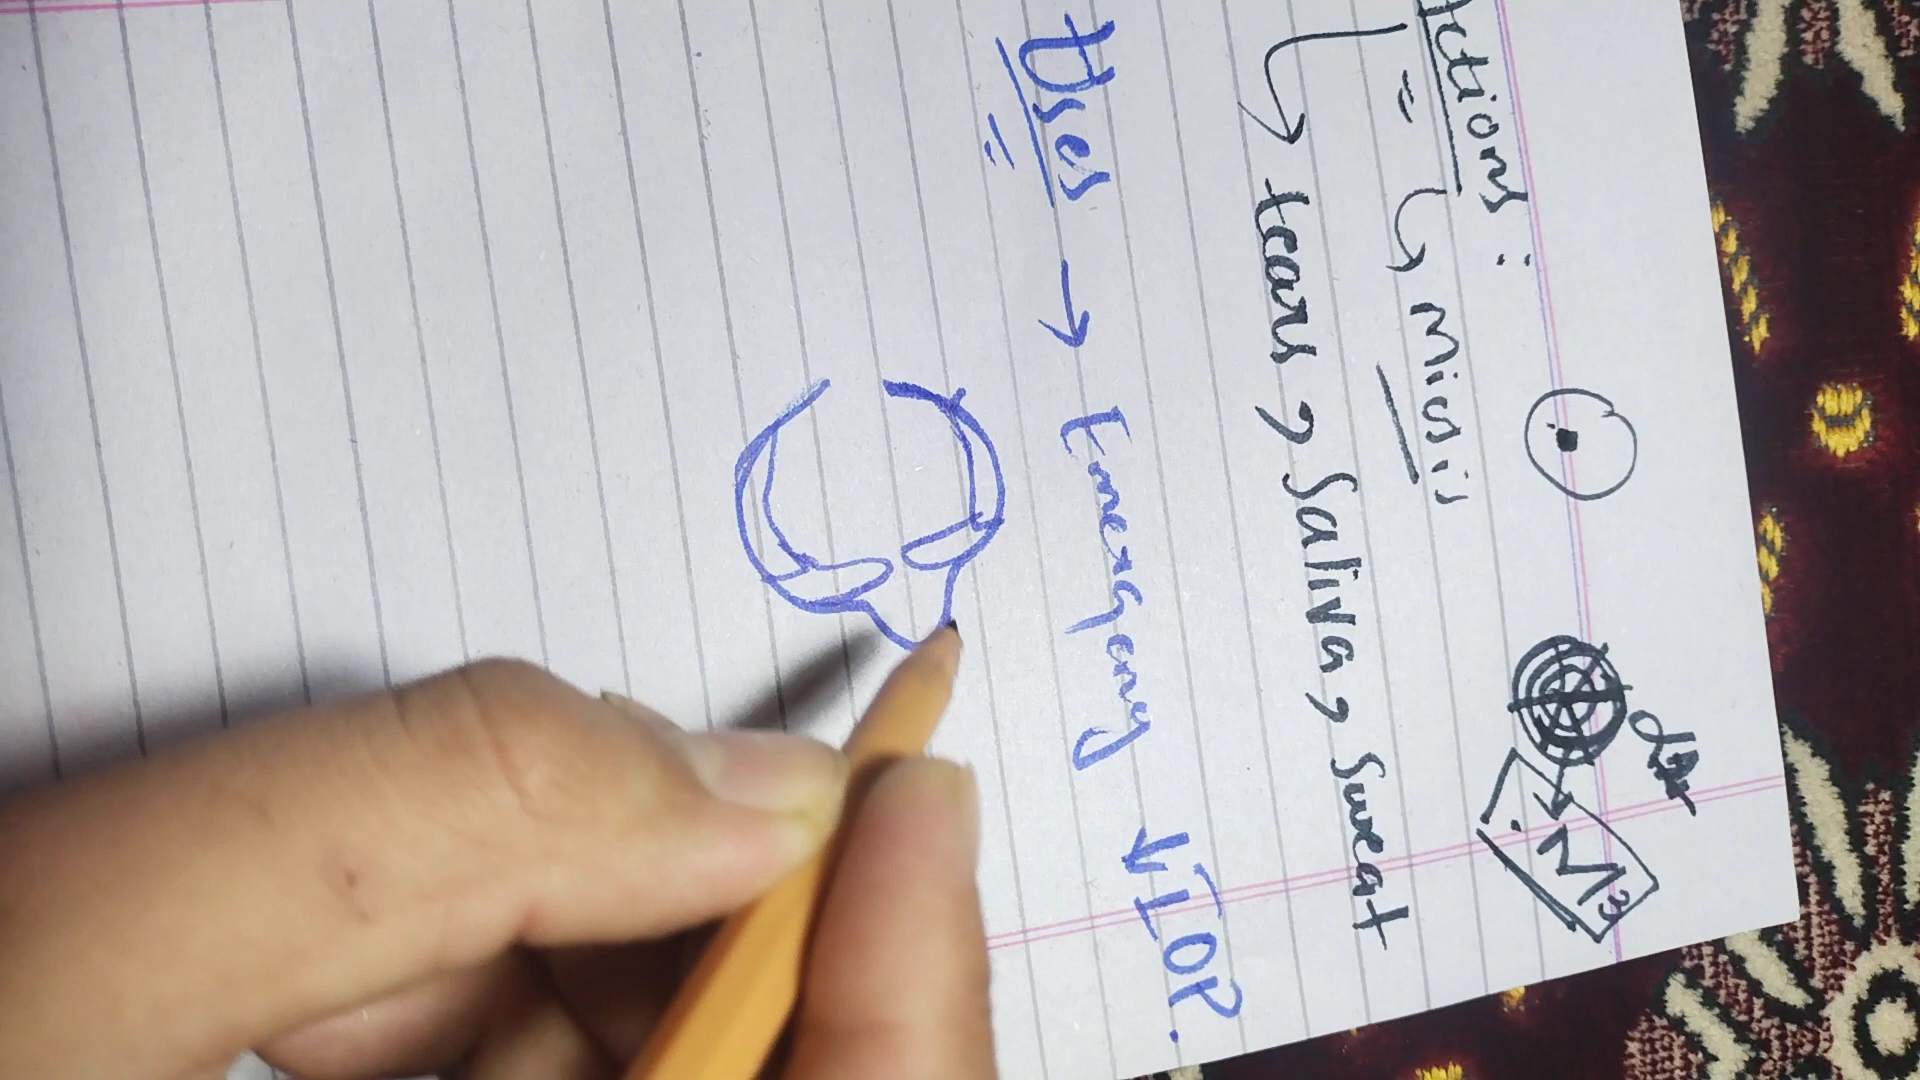 Actions :
↳ Miosis
M3
↳ tears, Saliva, Sweat
Uses → Emergency ↓ IOP.